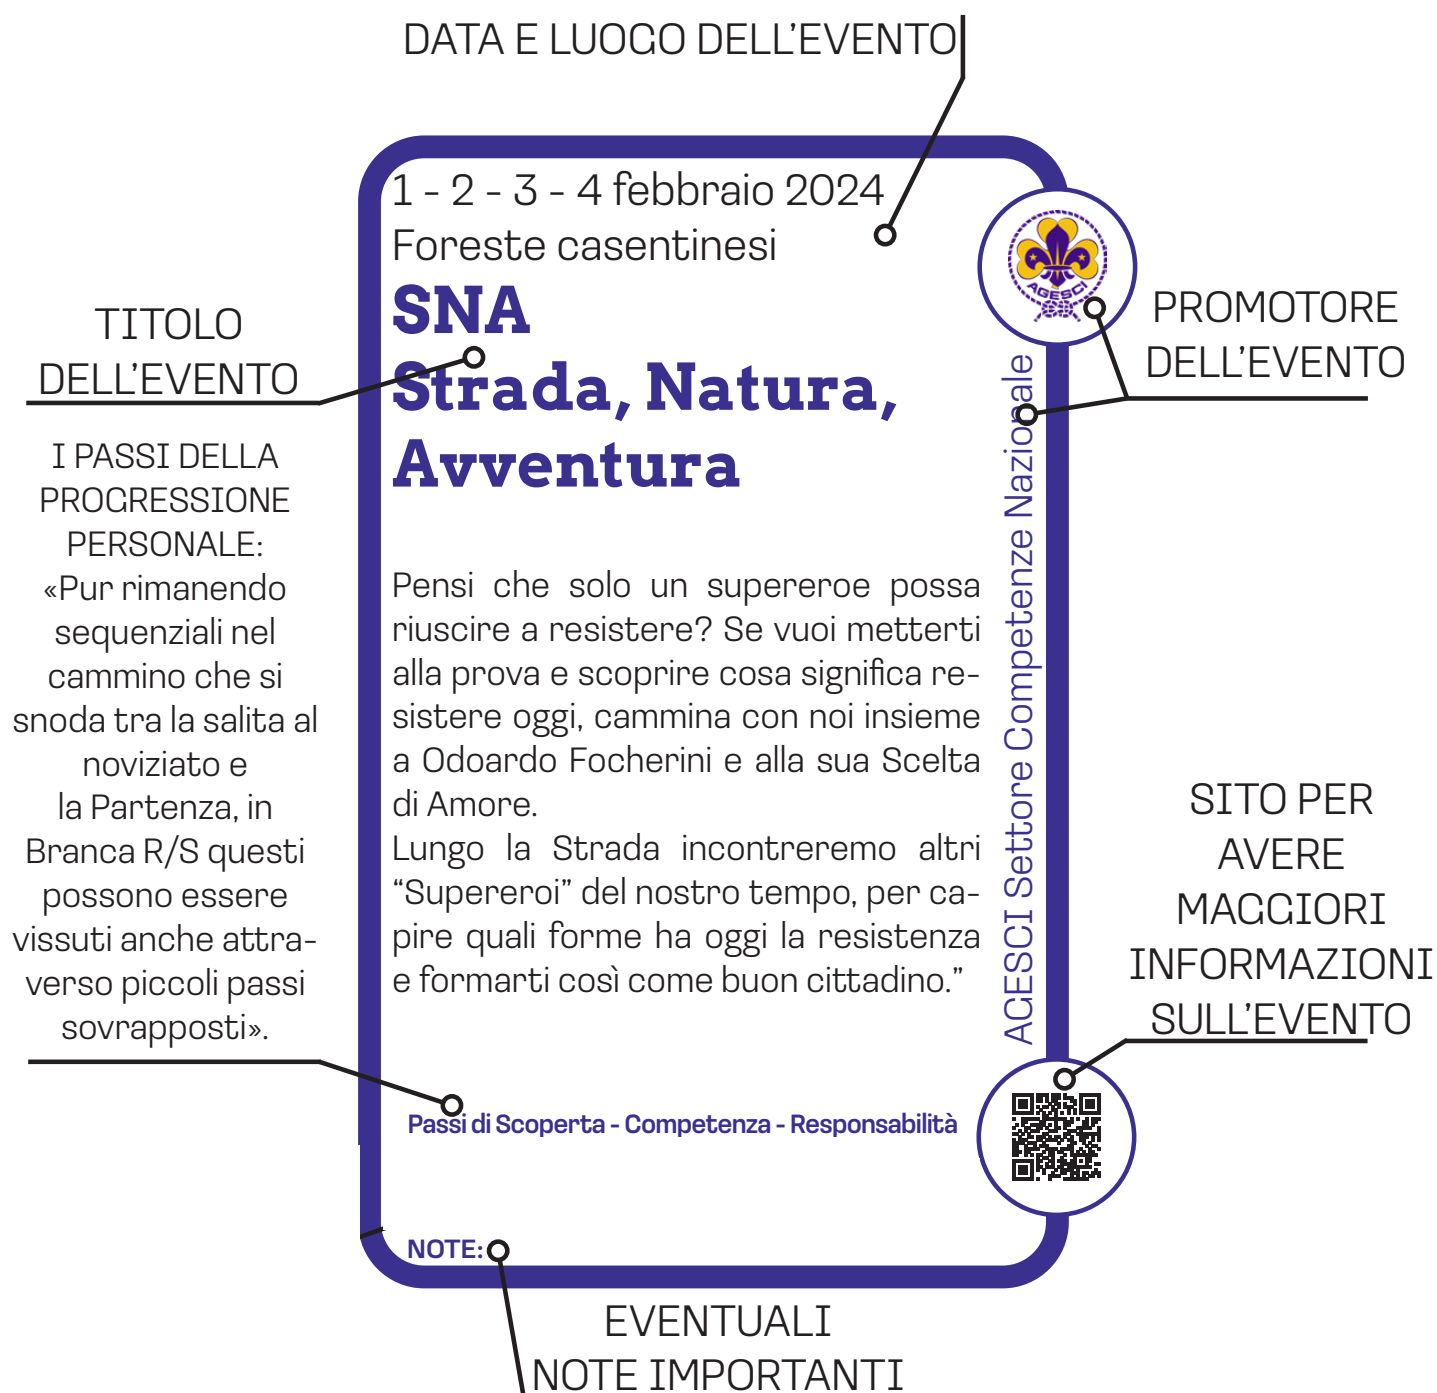 DATA E LUOGO DELL’EVENTO
1 - 2 - 3 - 4 febbraio 2024
Foreste casentinesi
SNA
Strada, Natura,
Avventura
Pensi che solo un supereroe possa
riuscire a resistere? Se vuoi metterti
alla prova e scoprire cosa significa re-
sistere oggi, cammina con noi insieme
a Odoardo Focherini e alla sua Scelta
di Amore.
Lungo la Strada incontreremo altri
“Supereroi” del nostro tempo, per ca-
pire quali forme ha oggi la resistenza
e formarti così come buon cittadino.”
Passi di Scoperta - Competenza - Responsabilità
NOTE:
AGESCI Settore Competenze Nazionale
AGESCI
TITOLO
DELL’EVENTO
I PASSI DELLA
PROGRESSIONE
PERSONALE:
«Pur rimanendo
sequenziali nel
cammino che si
snoda tra la salita al
noviziato e
la Partenza, in
Branca R/S questi
possono essere
vissuti anche attra-
verso piccoli passi
sovrapposti».
PROMOTORE
DELL’EVENTO
SITO PER
AVERE
MAGGIORI
INFORMAZIONI
SULL’EVENTO
EVENTUALI
NOTE IMPORTANTI